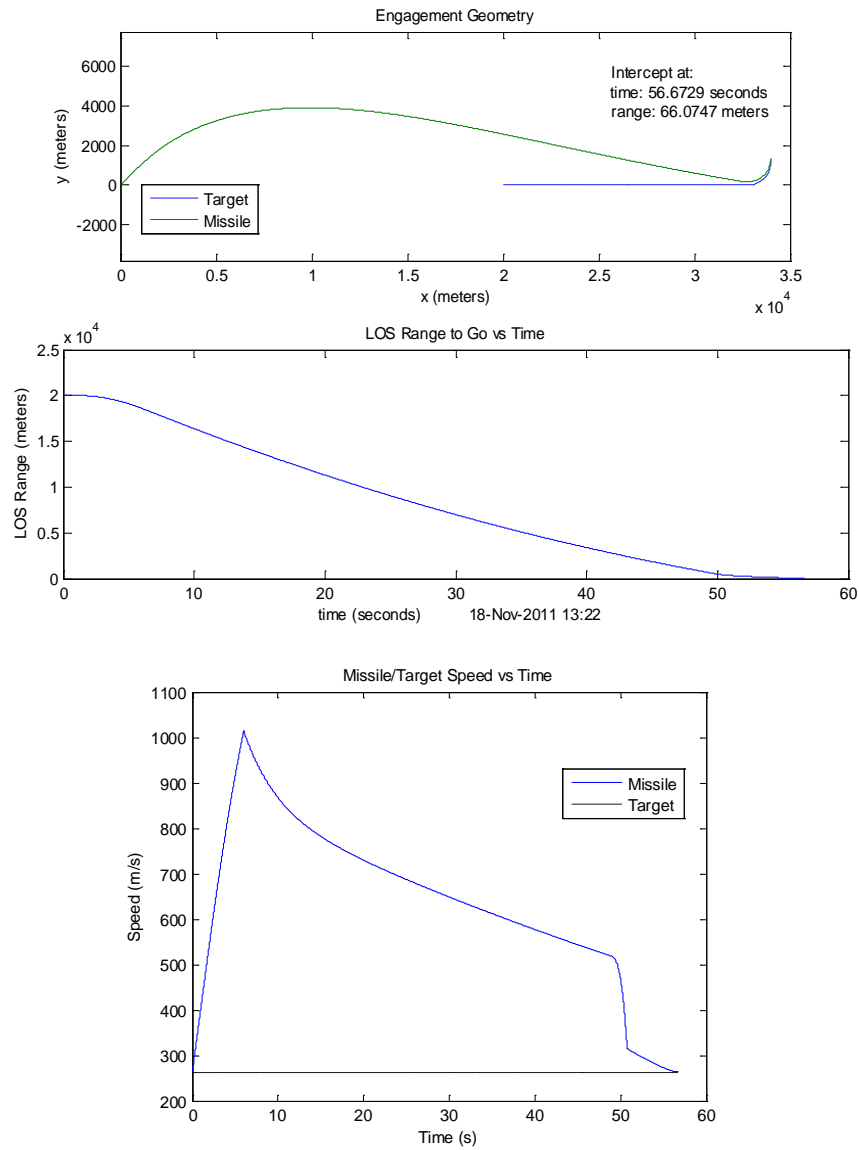 Engagement Geometry
6000
4000
2000
0
-2000
y (meters)
Intercept at:
time: 56.6729 seconds
range: 66.0747 meters
Target
Missile
0 0.5 1 1.5 2 2.5 3 3.5
x (meters)
x 10^4
x 10^4
LOS Range to Go vs Time
2.5
2
1.5
1
0.5
0
LOS Range (meters)
0 10 20 30 40 50 60
time (seconds) 18-Nov-2011 13:22
Missile/Target Speed vs Time
1100
1000
900
800
700
600
500
400
300
200
Speed (m/s)
Missile
Target
0 10 20 30 40 50 60
Time (s)